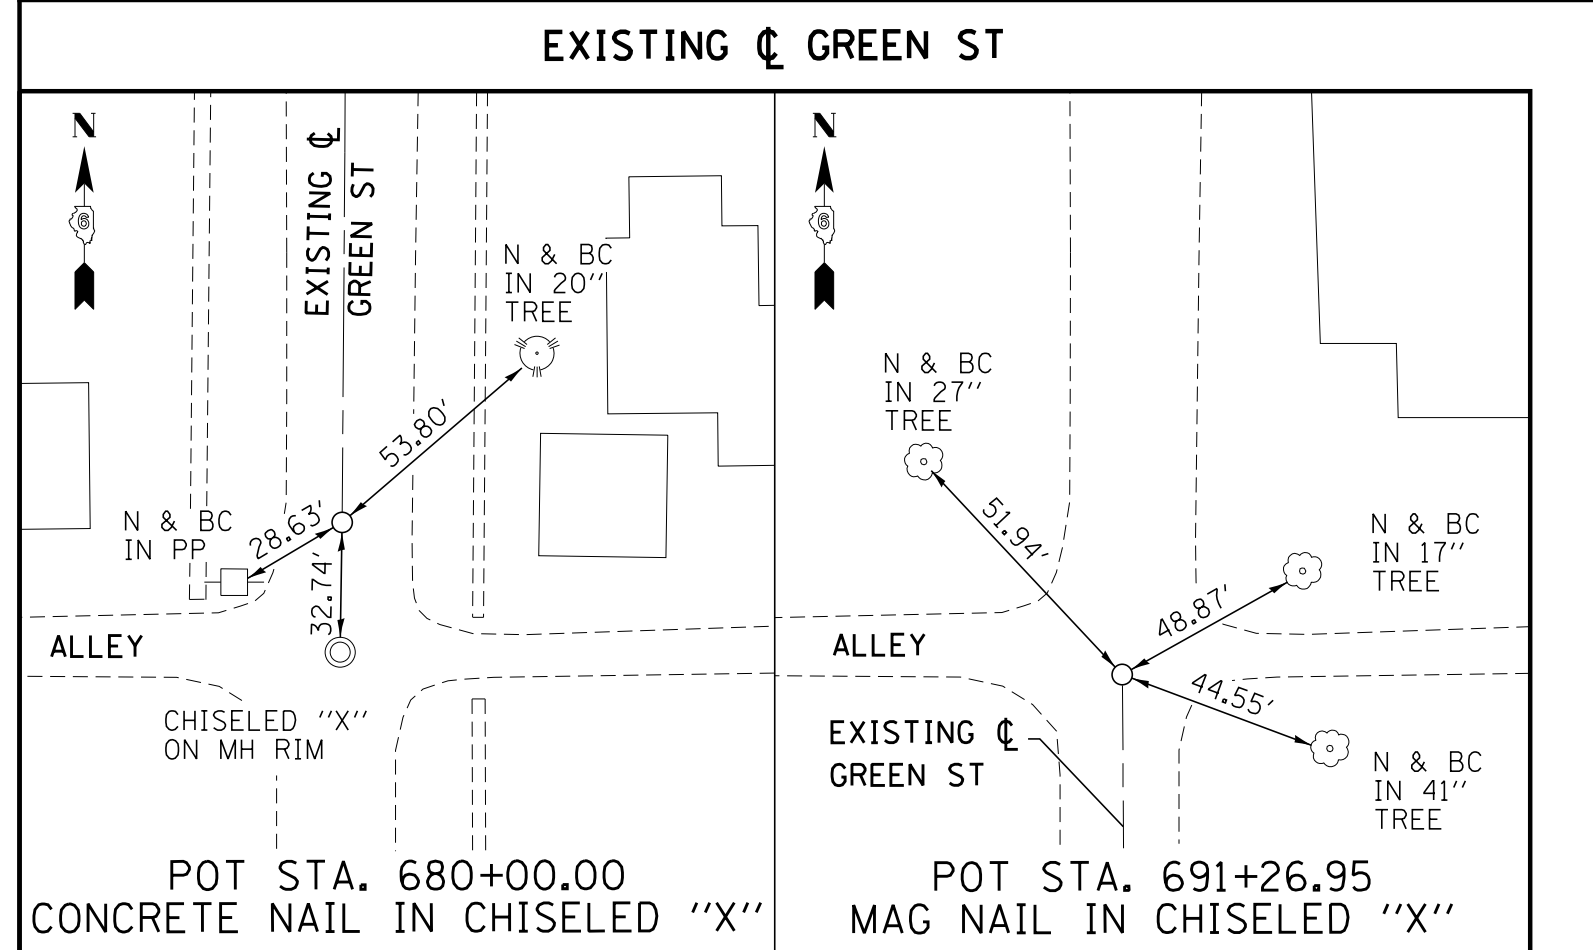 EXISTING ℄ GREEN ST
N
6
EXISTING ℄
GREEN ST
N & BC
IN 20"
TREE
53.80'
N & BC
IN PP
28.63'
32.74'
ALLEY
CHISELED "X"
ON MH RIM
POT STA. 680+00.00
CONCRETE NAIL IN CHISELED "X"
N
6
N & BC
IN 27"
TREE
51.94'
N & BC
IN 17"
TREE
48.87'
ALLEY
44.55'
EXISTING ℄
GREEN ST
N & BC
IN 41"
TREE
POT STA. 691+26.95
MAG NAIL IN CHISELED "X"